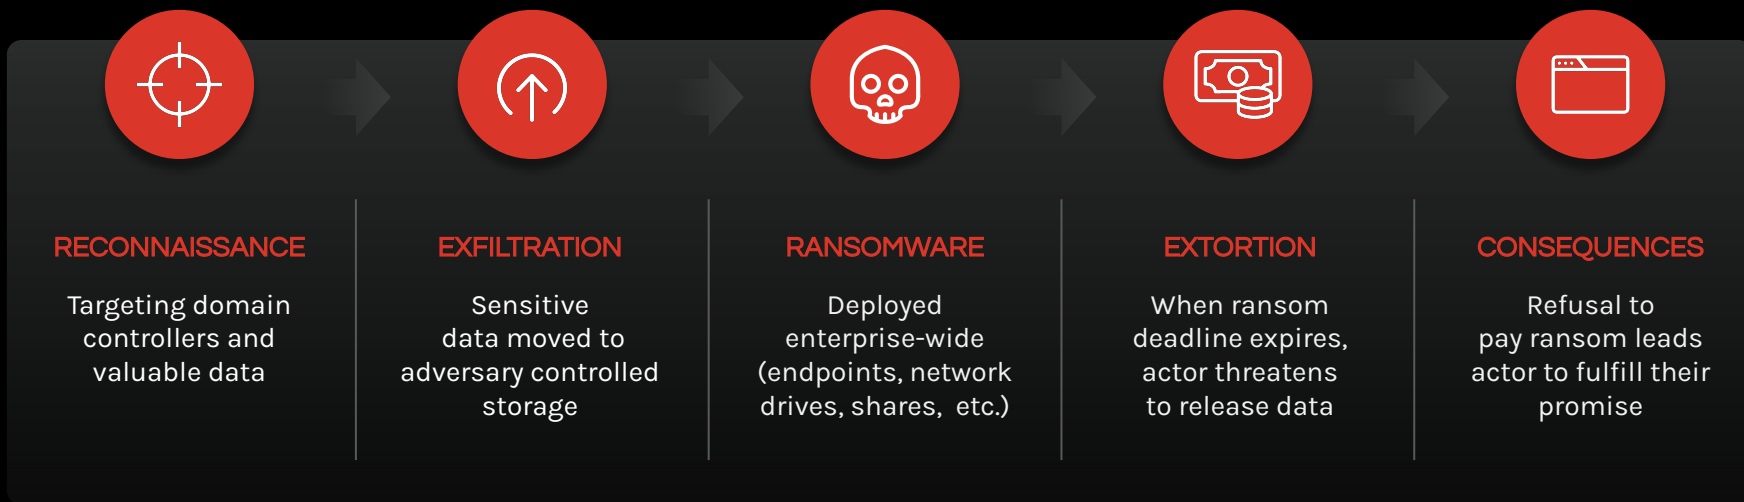 RECONNAISSANCE
Targeting domain
controllers and
valuable data
EXFILTRATION
Sensitive
data moved to
adversary controlled
storage
RANSOMWARE
Deployed
enterprise-wide
(endpoints, network
drives, shares,  etc.)
EXTORTION
When ransom
deadline expires,
actor threatens
to release data
CONSEQUENCES
Refusal to
pay ransom leads
actor to fulfill their
promise